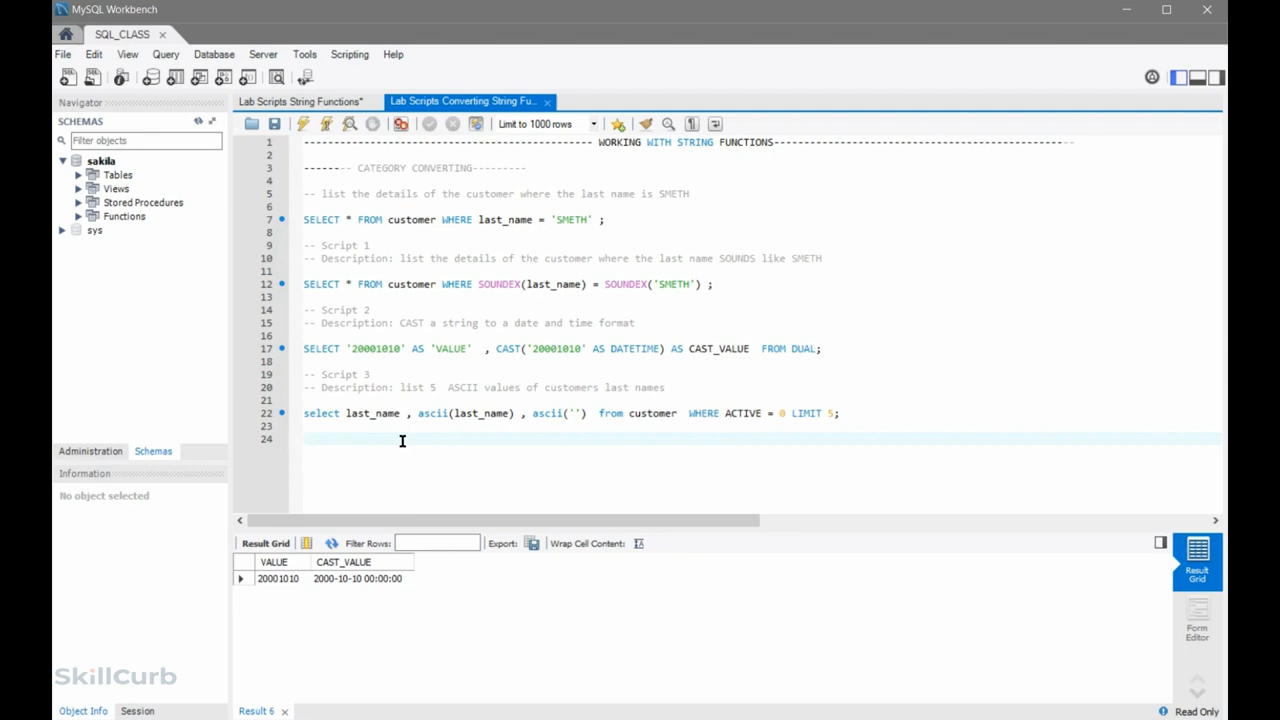 MySQL Workbench
SQL_CLASS
File Edit View Query Database Server Tools Scripting Help
Navigator
SCHEMAS
Filter objects
sakila
Tables
Views
Stored Procedures
Functions
sys
Administration Schemas
Information
No object selected
Lab Scripts String Functions* Lab Scripts Converting String Fu...
Limit to 1000 rows
1 ------------------------------------------------ WORKING WITH STRING FUNCTIONS--------------------------------------------------
2
3 -------- CATEGORY CONVERTING---------
4
5 -- list the details of the customer where the last name is SMETH
6
7 SELECT * FROM customer WHERE last_name = 'SMETH' ;
8
9 -- Script 1
10 -- Description: list the details of the customer where the last name SOUNDS like SMETH
11
12 SELECT * FROM customer WHERE SOUNDEX(last_name) = SOUNDEX('SMETH') ;
13
14 -- Script 2
15 -- Description: CAST a string to a date and time format
16
17 SELECT '20001010' AS 'VALUE' , CAST('20001010' AS DATETIME) AS CAST_VALUE FROM DUAL;
18
19 -- Script 3
20 -- Description: list 5 ASCII values of customers last names
21
22 select last_name , ascii(last_name) , ascii('') from customer WHERE ACTIVE = 0 LIMIT 5;
23
24
Result Grid Filter Rows: Export: Wrap Cell Content:
VALUE CAST_VALUE
20001010 2000-10-10 00:00:00
Result Grid
Form Editor
SkillCurb
Object Info Session
Result 6
Read Only